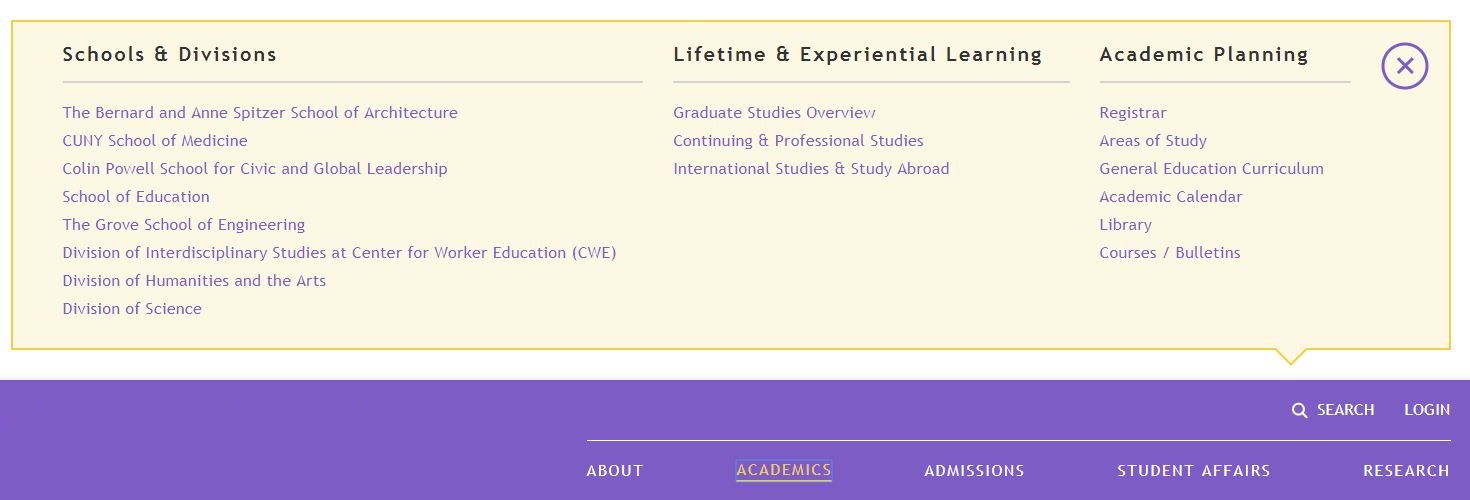 Schools & Divisions
The Bernard and Anne Spitzer School of Architecture
CUNY School of Medicine
Colin Powell School for Civic and Global Leadership
School of Education
The Grove School of Engineering
Division of Interdisciplinary Studies at Center for Worker Education (CWE)
Division of Humanities and the Arts
Division of Science
Lifetime & Experiential Learning
Graduate Studies Overview
Continuing & Professional Studies
International Studies & Study Abroad
Academic Planning
Registrar
Areas of Study
General Education Curriculum
Academic Calendar
Library
Courses / Bulletins
SEARCH LOGIN
ABOUT ACADEMICS ADMISSIONS STUDENT AFFAIRS RESEARCH